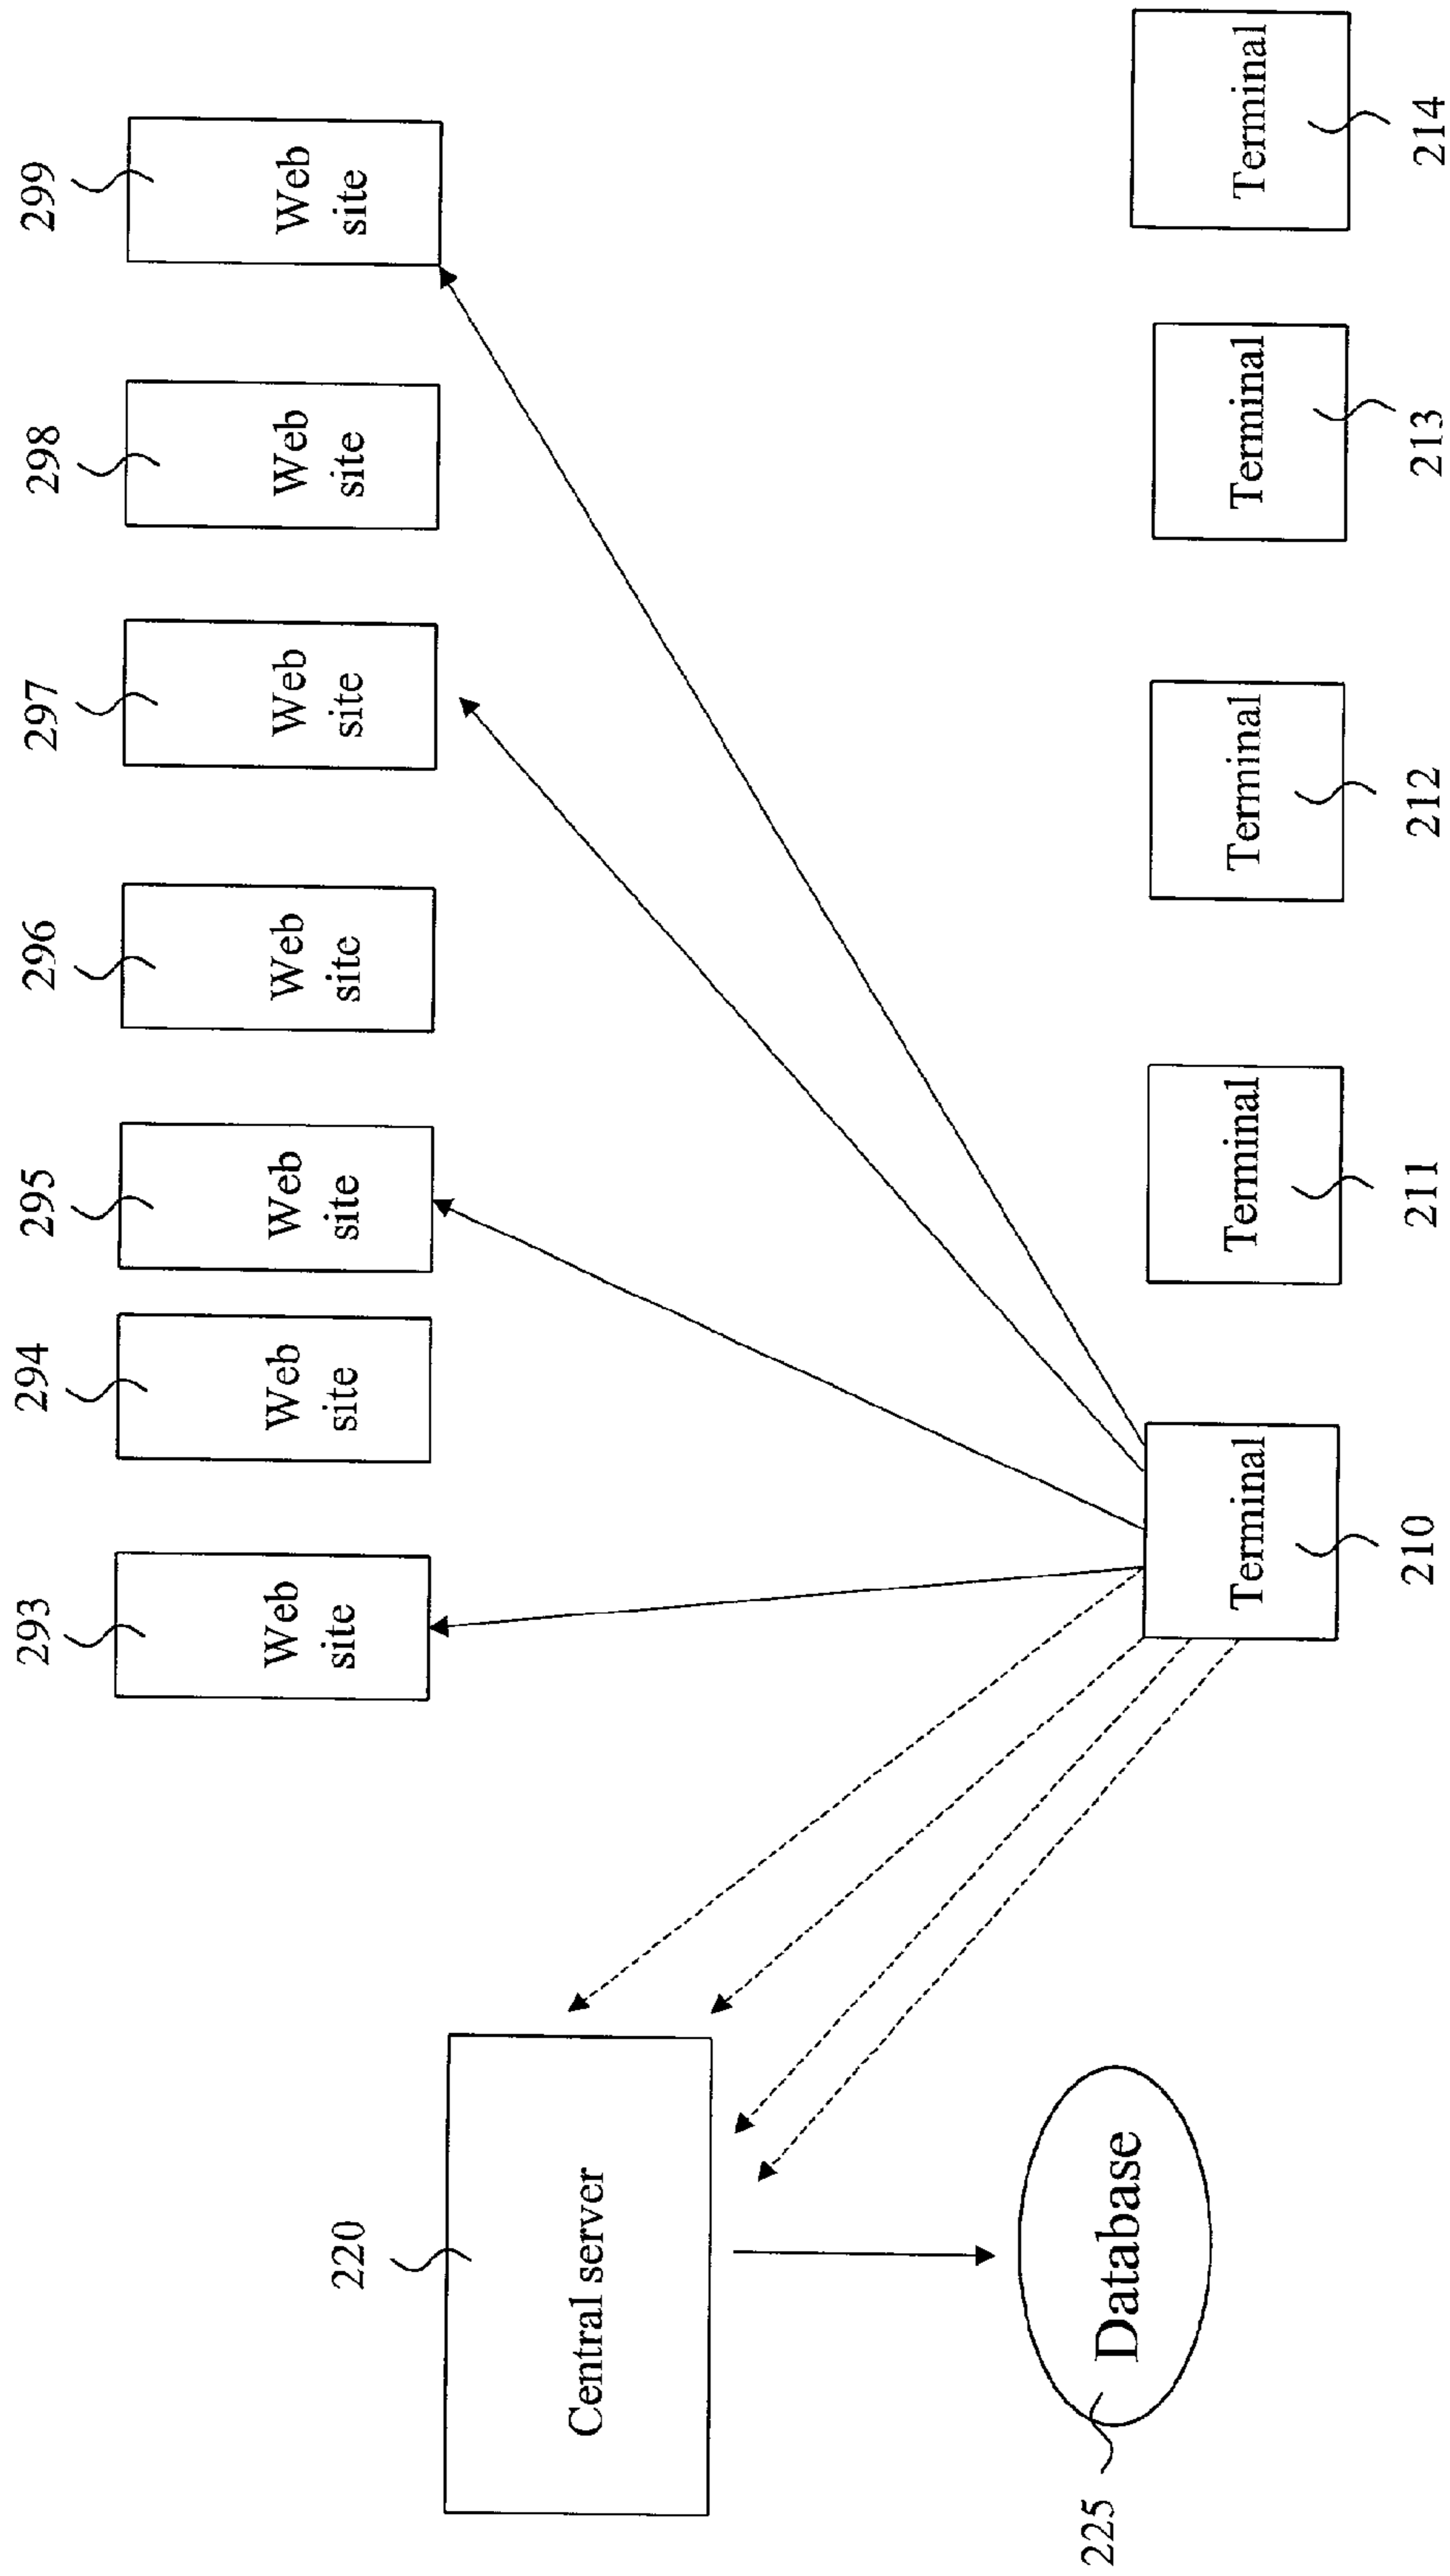 293
294
295
296
297
298
299
Web
site
Web
site
Web
site
Web
site
Web
site
Web
site
Web
site
220
Central server
225
Database
Terminal
Terminal
Terminal
Terminal
Terminal
210
211
212
213
214